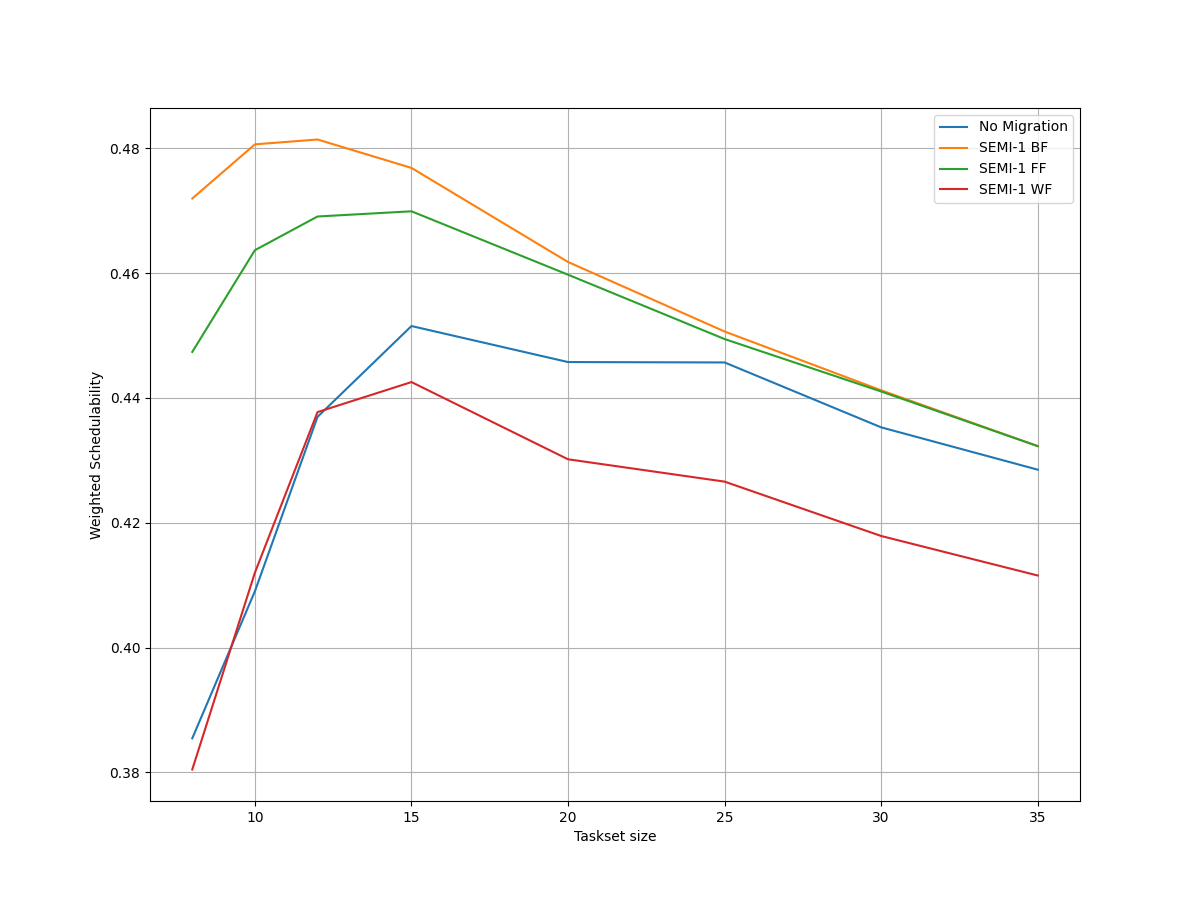 No Migration
SEMI-1 BF
SEMI-1 FF
SEMI-1 WF
0.48
0.46
0.44
0.42
0.40
0.38
Weighted Schedulability
10 15 20 25 30 35
Taskset size